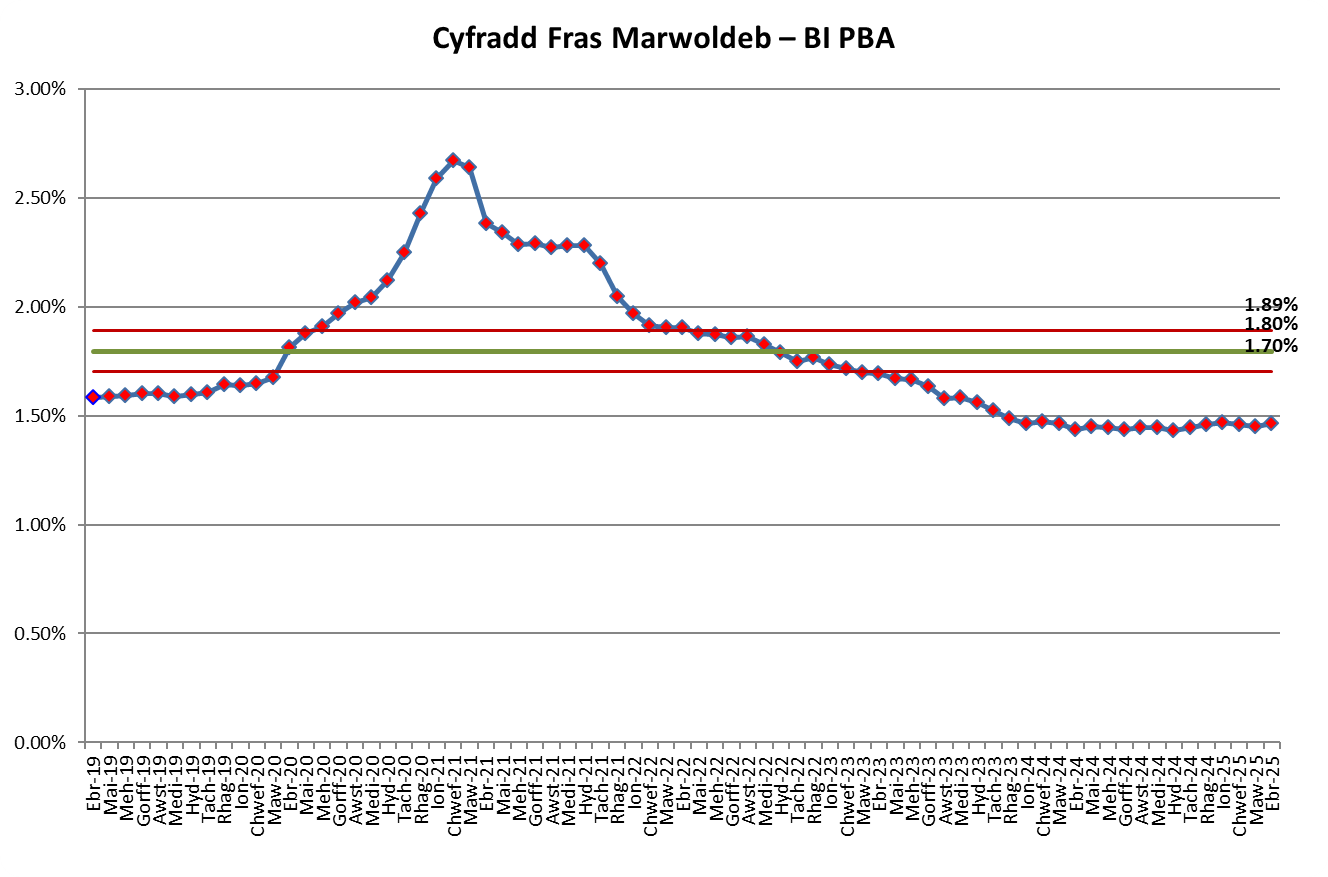 Cyfradd Fras Marwoldeb – BI PBA
3.00%
2.50%
2.00%
1.50%
1.00%
0.50%
0.00%
1.89%
1.80%
1.70%
Ebr-19
Mai-19
Meh-19
Gorff-19
Awst-19
Medi-19
Hyd-19
Tach-19
Rhag-19
Ion-20
Chwef-20
Maw-20
Ebr-20
Mai-20
Meh-20
Gorff-20
Awst-20
Medi-20
Hyd-20
Tach-20
Rhag-20
Ion-21
Chwef-21
Maw-21
Ebr-21
Mai-21
Meh-21
Gorff-21
Awst-21
Medi-21
Hyd-21
Tach-21
Rhag-21
Ion-22
Chwef-22
Maw-22
Ebr-22
Mai-22
Meh-22
Gorff-22
Awst-22
Medi-22
Hyd-22
Tach-22
Rhag-22
Ion-23
Chwef-23
Maw-23
Ebr-23
Mai-23
Meh-23
Gorff-23
Awst-23
Medi-23
Hyd-23
Tach-23
Rhag-23
Ion-24
Chwef-24
Maw-24
Ebr-24
Mai-24
Meh-24
Gorff-24
Awst-24
Medi-24
Hyd-24
Tach-24
Rhag-24
Ion-25
Chwef-25
Maw-25
Ebr-25